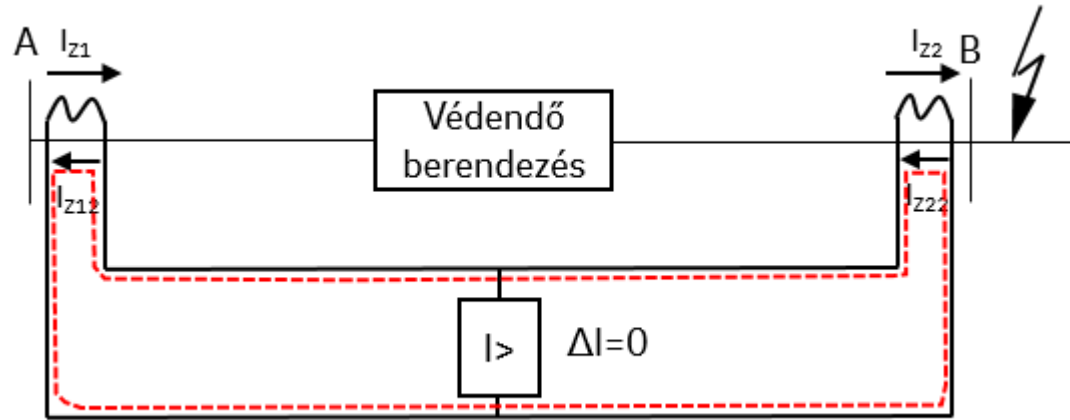 A
I_Z1
I_Z2
B
Védendő
berendezés
I_Z12
I_Z22
I>
ΔI=0